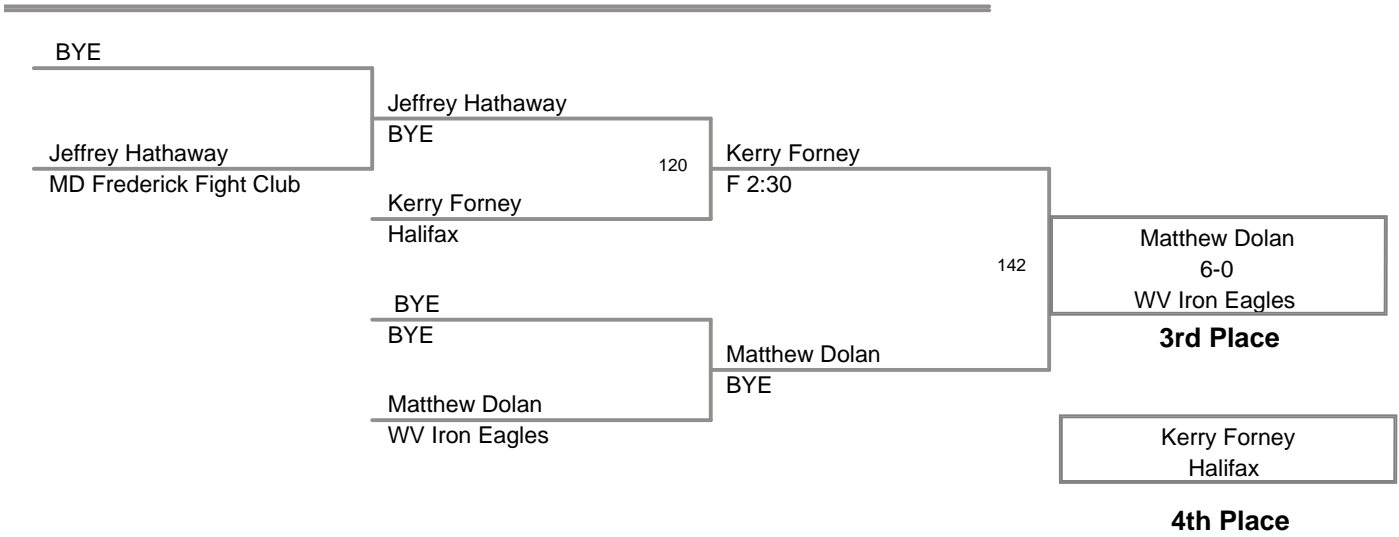 BYE
Jeffrey Hathaway
MD Frederick Fight Club
Jeffrey Hathaway
BYE
120
Kerry Forney
Halifax
BYE
BYE
Matthew Dolan
WV Iron Eagles
Kerry Forney
F 2:30
142
Matthew Dolan
BYE
Matthew Dolan
6-0
WV Iron Eagles
3rd Place
Kerry Forney
Halifax
4th Place